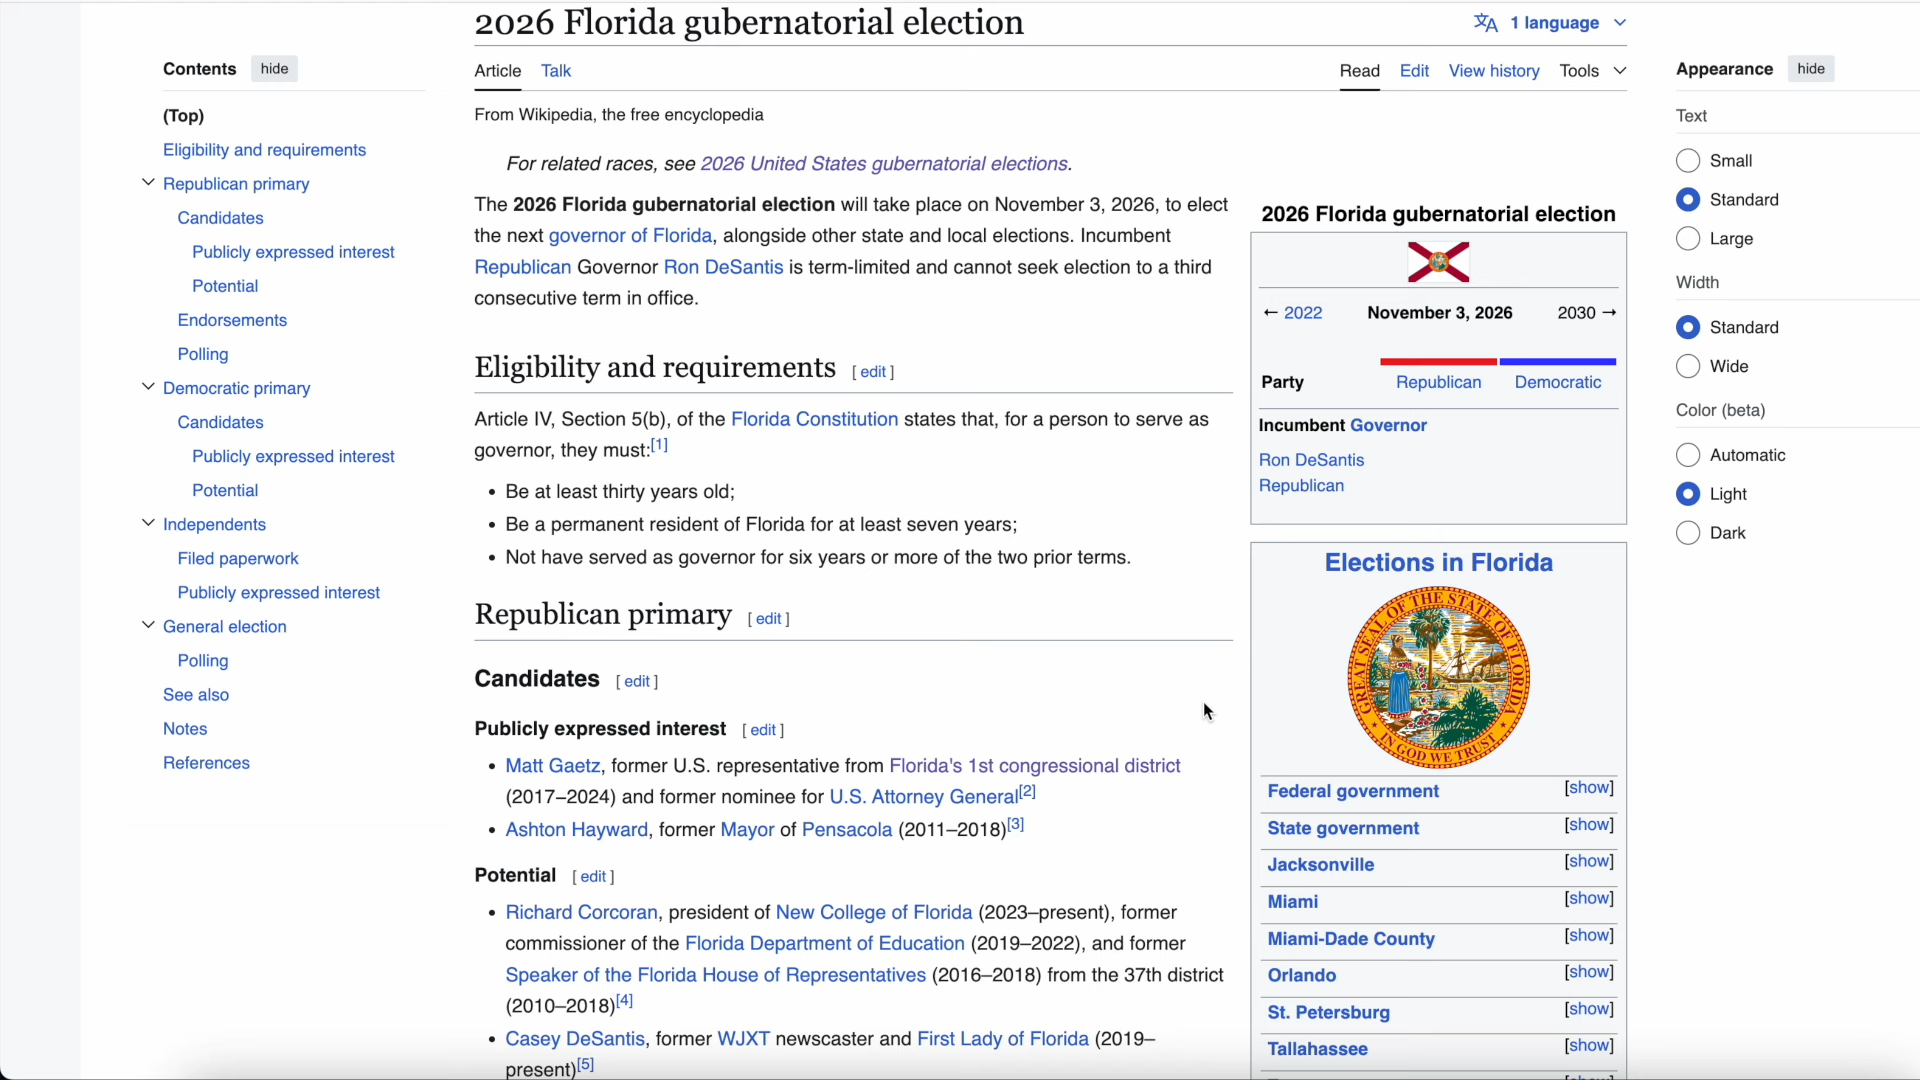 2026 Florida gubernatorial election
1 language
Contents hide
(Top)
Eligibility and requirements
Republican primary
Candidates
Publicly expressed interest
Potential
Endorsements
Polling
Democratic primary
Candidates
Publicly expressed interest
Potential
Independents
Filed paperwork
Publicly expressed interest
General election
Polling
See also
Notes
References
Article Talk
Read Edit View history Tools
From Wikipedia, the free encyclopedia
For related races, see 2026 United States gubernatorial elections.
The 2026 Florida gubernatorial election will take place on November 3, 2026, to elect
the next governor of Florida, alongside other state and local elections. Incumbent
Republican Governor Ron DeSantis is term-limited and cannot seek election to a third
consecutive term in office.
Eligibility and requirements [ edit ]
Article IV, Section 5(b), of the Florida Constitution states that, for a person to serve as
governor, they must:[1]
• Be at least thirty years old;
• Be a permanent resident of Florida for at least seven years;
• Not have served as governor for six years or more of the two prior terms.
Republican primary [ edit ]
Candidates [ edit ]
Publicly expressed interest [ edit ]
• Matt Gaetz, former U.S. representative from Florida's 1st congressional district
(2017–2024) and former nominee for U.S. Attorney General[2]
• Ashton Hayward, former Mayor of Pensacola (2011–2018)[3]
Potential [ edit ]
• Richard Corcoran, president of New College of Florida (2023–present), former
commissioner of the Florida Department of Education (2019–2022), and former
Speaker of the Florida House of Representatives (2016–2018) from the 37th district
(2010–2018)[4]
• Casey DeSantis, former WJXT newscaster and First Lady of Florida (2019–
present)[5]
2026 Florida gubernatorial election
← 2022 November 3, 2026 2030 →
Party Republican Democratic
Incumbent Governor
Ron DeSantis
Republican
Elections in Florida
GREAT SEAL OF THE STATE OF FLORIDA
IN GOD WE TRUST
Federal government [show]
State government [show]
Jacksonville [show]
Miami [show]
Miami-Dade County [show]
Orlando [show]
St. Petersburg [show]
Tallahassee [show]
Appearance hide
Text
Small
Standard
Large
Width
Standard
Wide
Color (beta)
Automatic
Light
Dark